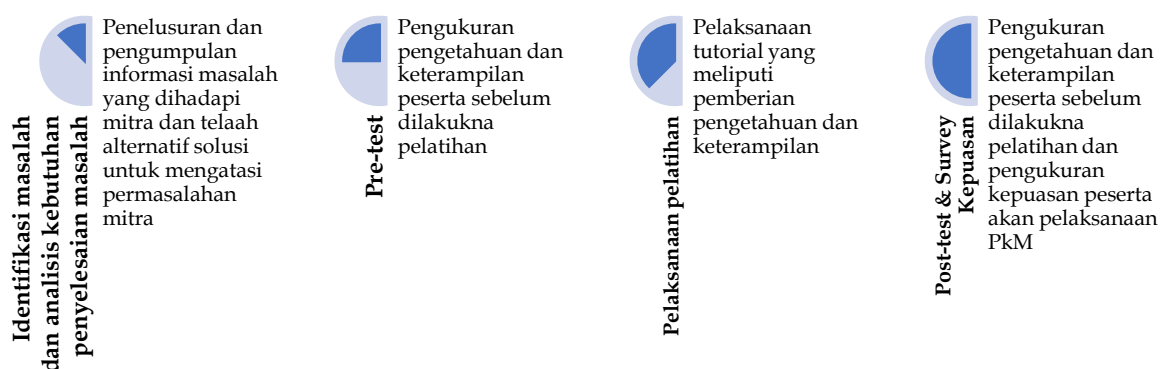 Identifikasi masalah
dan analisis kebutuhan
penyelesaian masalah
Penelusuran dan
pengumpulan
informasi masalah
yang dihadapi
mitra dan telaah
alternatif solusi
untuk mengatasi
permasalahan
mitra
Pre-test
Pengukuran
pengetahuan dan
keterampilan
peserta sebelum
dilakukna
pelatihan
Pelaksanaan pelatihan
Pelaksanaan
tutorial yang
meliputi
pemberian
pengetahuan dan
keterampilan
Post-test & Survey
Kepuasan
Pengukuran
pengetahuan dan
keterampilan
peserta sebelum
dilakukna
pelatihan dan
pengukuran
kepuasan peserta
akan pelaksanaan
PkM